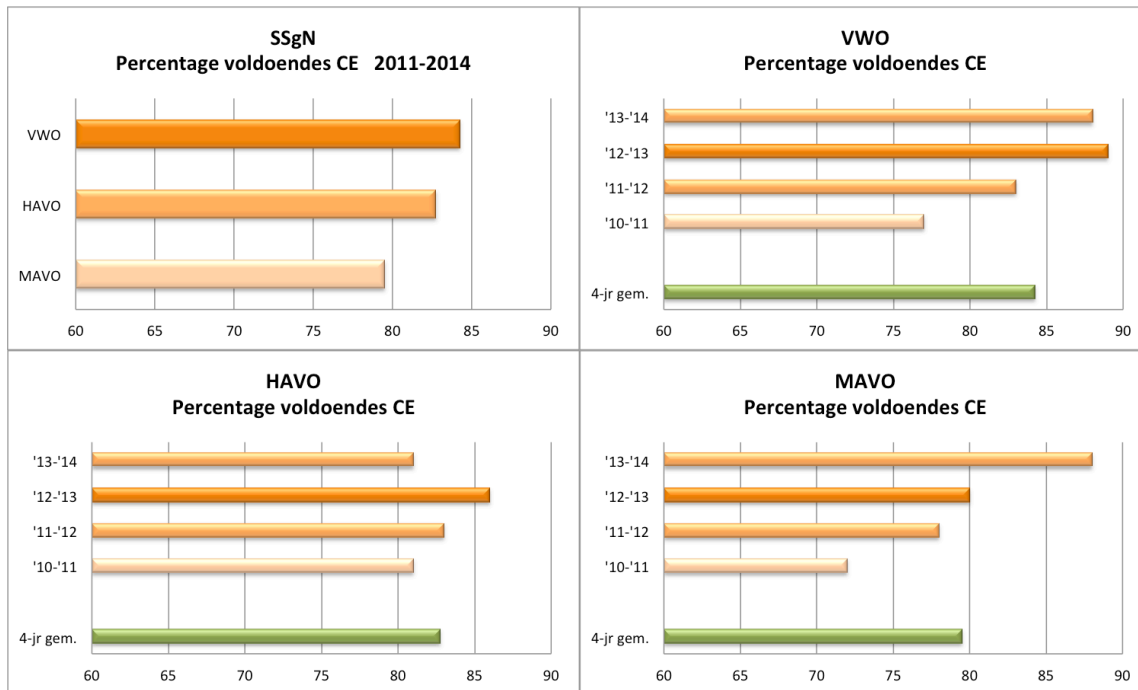 SSgN
Percentage voldoendes CE 2011-2014
VWO
HAVO
MAVO
60 65 70 75 80 85 90
VWO
Percentage voldoendes CE
'13-'14
'12-'13
'11-'12
'10-'11
4-jr gem.
60 65 70 75 80 85 90
HAVO
Percentage voldoendes CE
'13-'14
'12-'13
'11-'12
'10-'11
4-jr gem.
60 65 70 75 80 85 90
MAVO
Percentage voldoendes CE
'13-'14
'12-'13
'11-'12
'10-'11
4-jr gem.
60 65 70 75 80 85 90